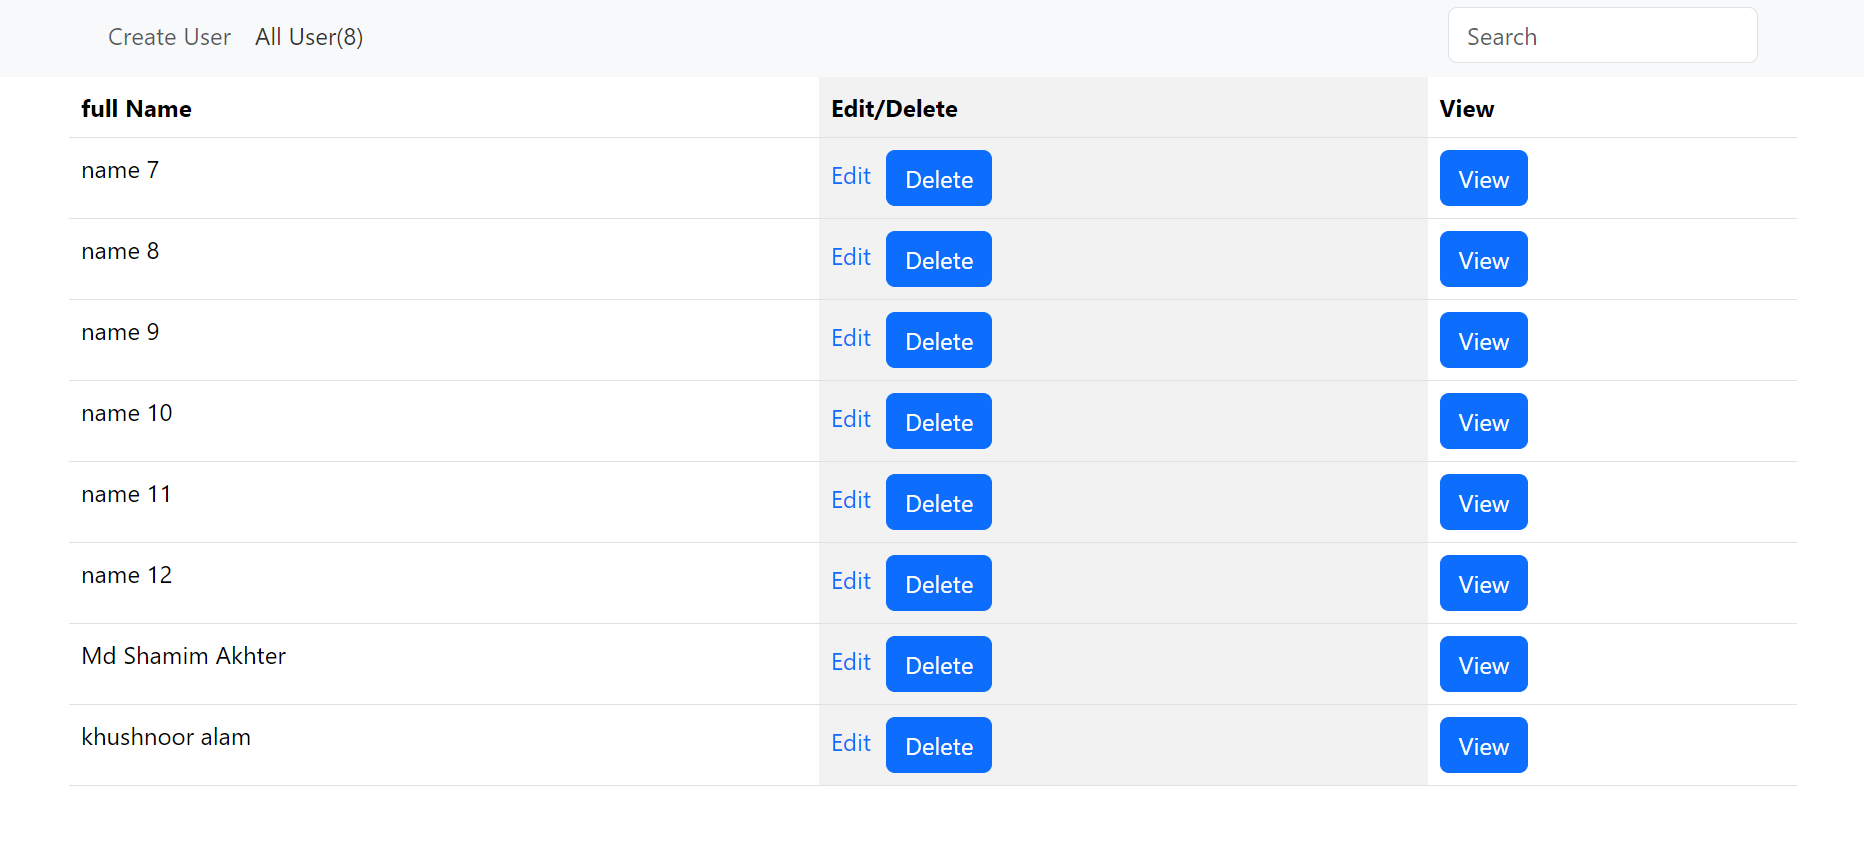 Create User All User(8) Search
full Name Edit/Delete View
name 7 Edit Delete View
name 8 Edit Delete View
name 9 Edit Delete View
name 10 Edit Delete View
name 11 Edit Delete View
name 12 Edit Delete View
Md Shamim Akhter Edit Delete View
khushnoor alam Edit Delete View